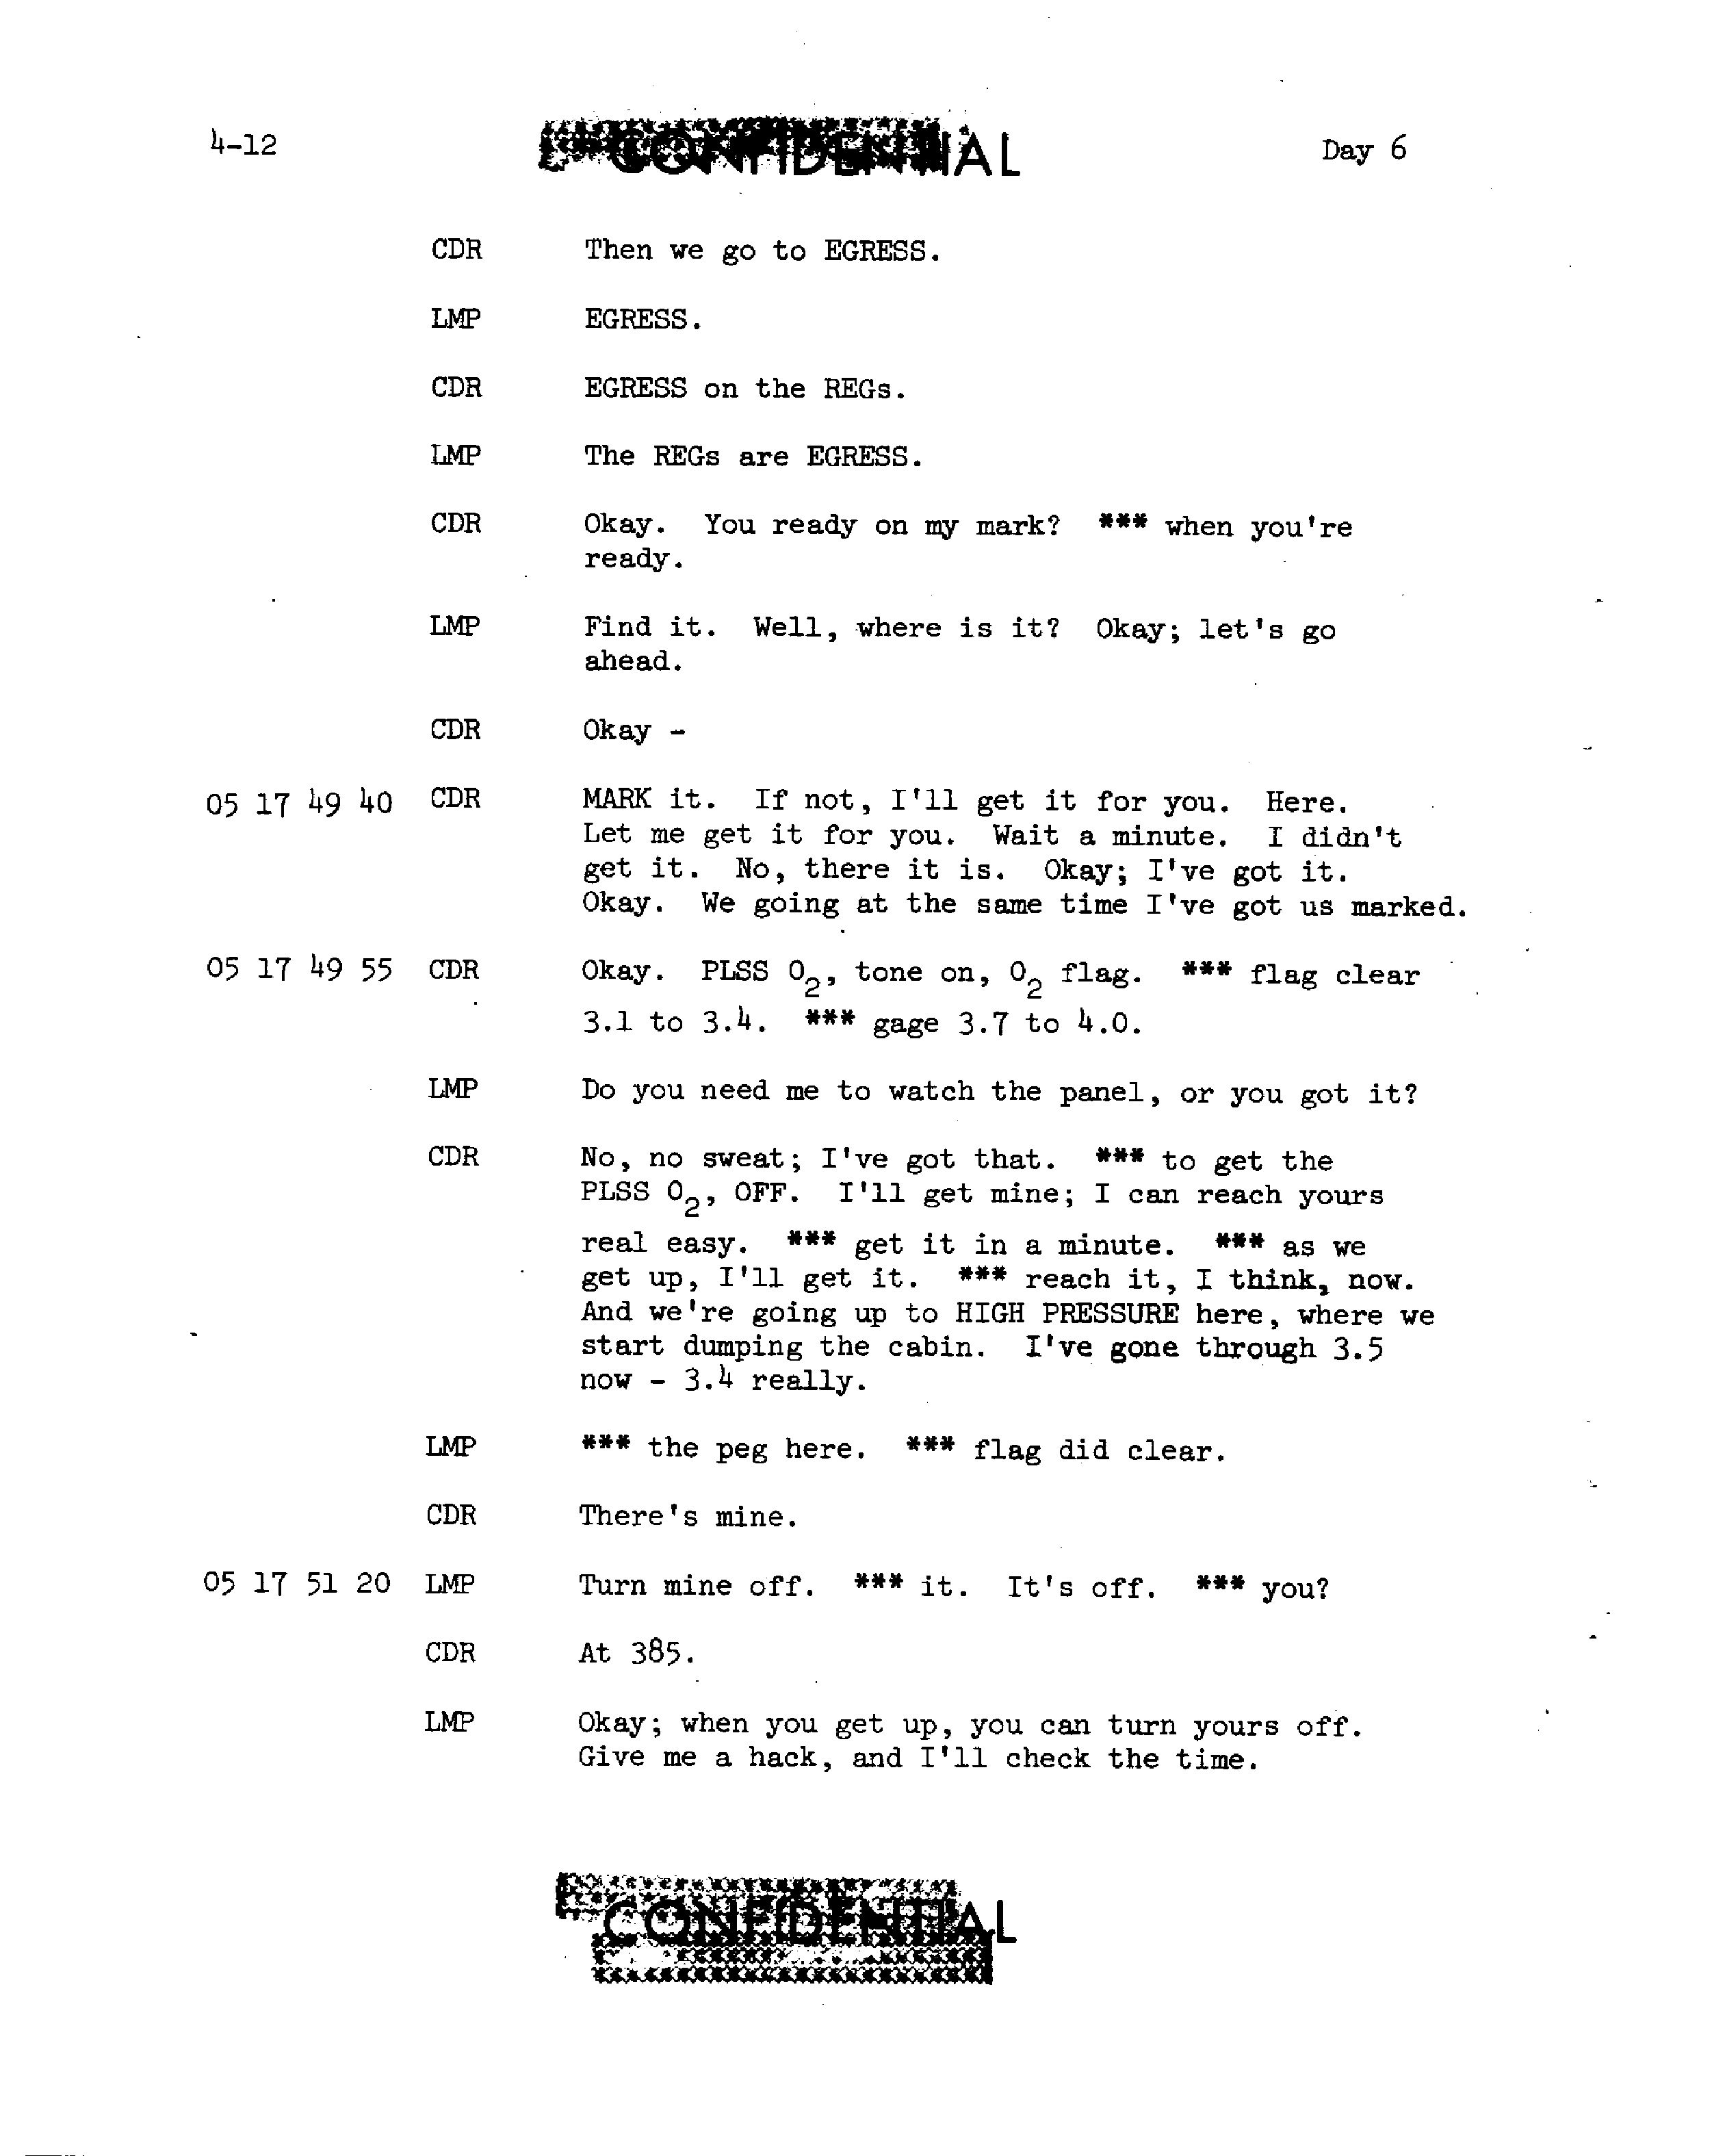 4-12 CONFIDENTIAL Day 6
CDR Then we go to EGRESS.
LMP EGRESS.
CDR EGRESS on the REGs.
LMP The REGs are EGRESS.
CDR Okay. You ready on my mark? *** when you're
ready.
LMP Find it. Well, where is it? Okay; let's go
ahead.
CDR Okay -
05 17 49 40 CDR MARK it. If not, I'll get it for you. Here.
Let me get it for you. Wait a minute. I didn't
get it. No, there it is. Okay; I've got it.
Okay. We going at the same time I've got us marked.
05 17 49 55 CDR Okay. PLSS O₂, tone on, O₂ flag. *** flag clear
3.1 to 3.4. *** gage 3.7 to 4.0.
LMP Do you need me to watch the panel, or you got it?
CDR No, no sweat; I've got that. *** to get the
PLSS O₂, OFF. I'll get mine; I can reach yours
real easy. *** get it in a minute. *** as we
get up, I'll get it. *** reach it, I think, now.
And we're going up to HIGH PRESSURE here, where we
start dumping the cabin. I've gone through 3.5
now - 3.4 really.
LMP *** the peg here. *** flag did clear.
CDR There's mine.
05 17 51 20 LMP Turn mine off. *** it. It's off. *** you?
CDR At 385.
LMP Okay; when you get up, you can turn yours off.
Give me a hack, and I'll check the time.
CONFIDENTIAL